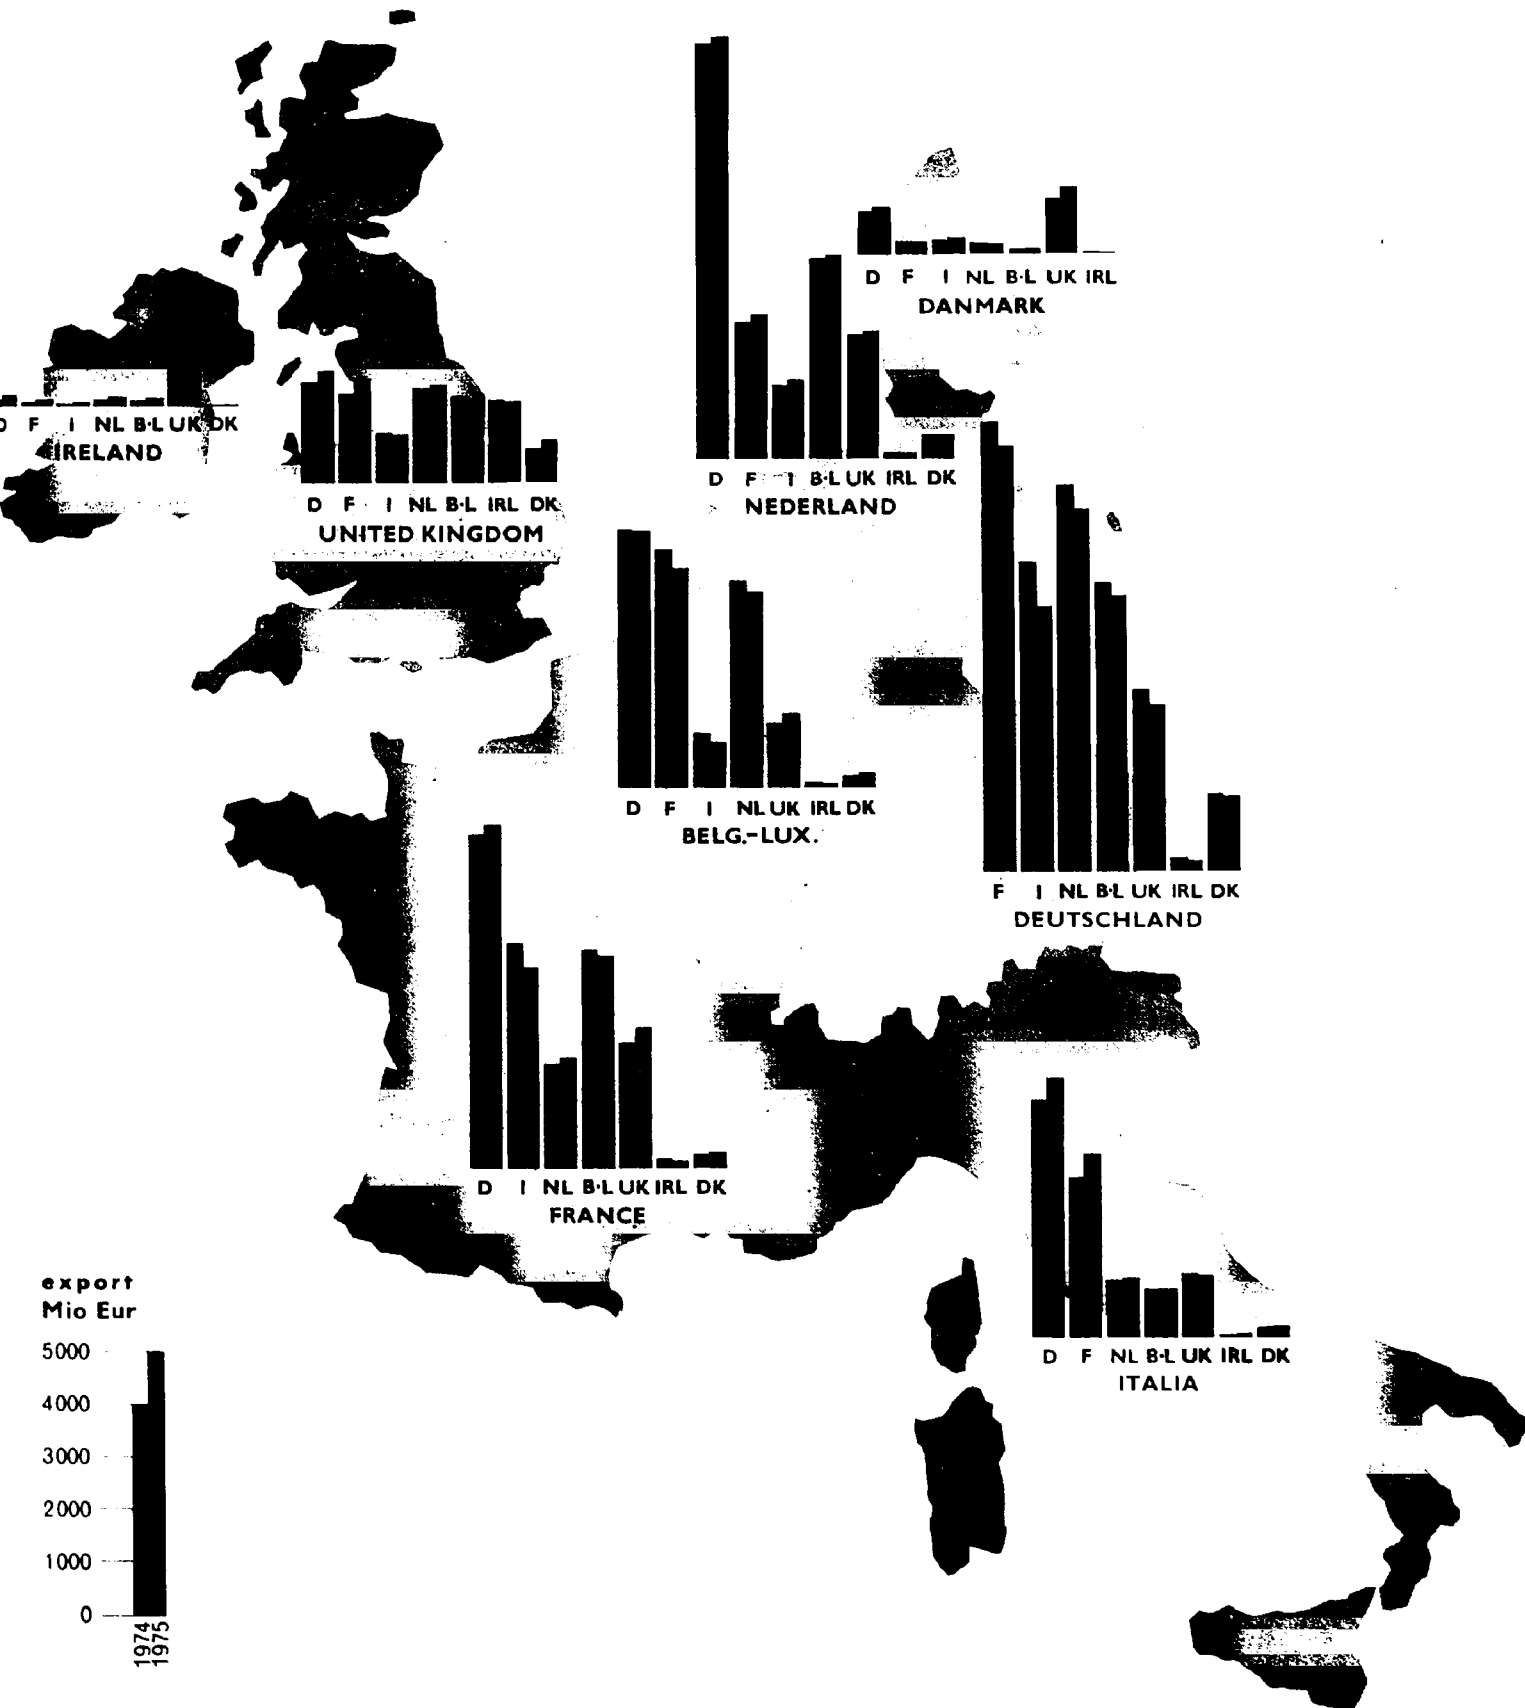 D F I NL B·L UK IRL
DANMARK
F I NL B·L UK DK
IRELAND
D F I NL B·L IRL DK
UNITED KINGDOM
D F I B·L UK IRL DK
NEDERLAND
D F I NL UK IRL DK
BELG.-LUX.
F I NL B·L UK IRL DK
DEUTSCHLAND
D I NL B·L UK IRL DK
FRANCE
D F NL B·L UK IRL DK
ITALIA
export
Mio Eur
5000
4000
3000
2000
1000
0
1974
1975